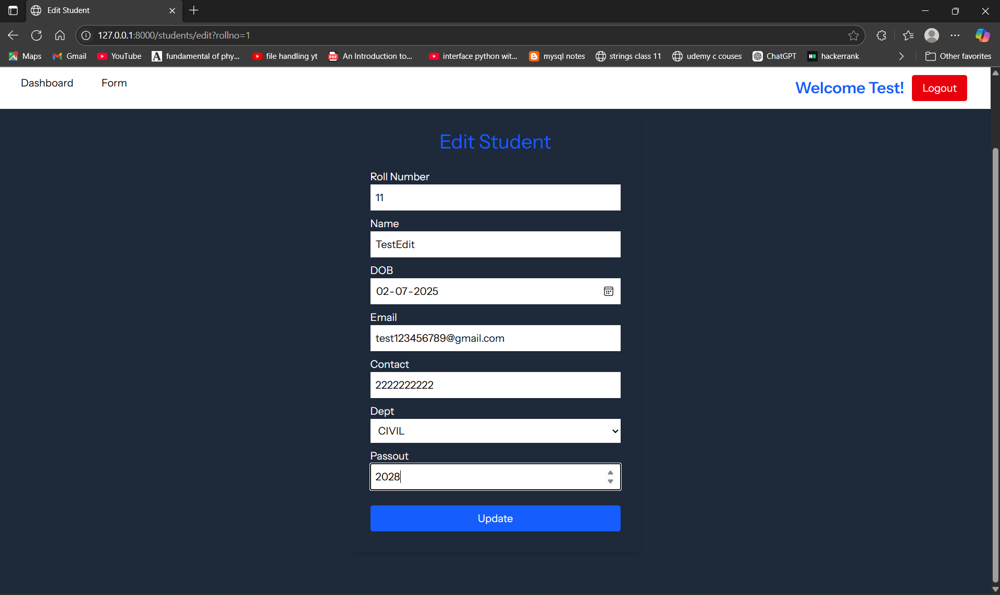 Edit Student
127.0.0.1:8000/students/edit?rollno=1
Maps Gmail YouTube A fundamental of phy... file handling yt PDF An Introduction to... interface python wit... mysql notes strings class 11 udemy c couses ChatGPT H hackerrank Other favorites
Dashboard Form Welcome Test! Logout
Edit Student
Roll Number
11
Name
TestEdit
DOB
02-07-2025
Email
test123456789@gmail.com
Contact
2222222222
Dept
CIVIL
Passout
2028
Update